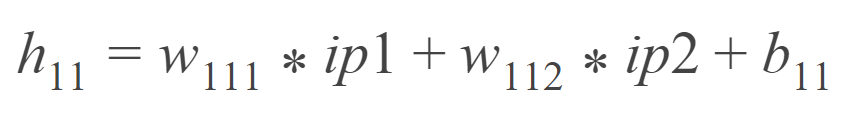 h₁₁ = w₁₁₁ * ip1 + w₁₁₂ * ip2 + b₁₁